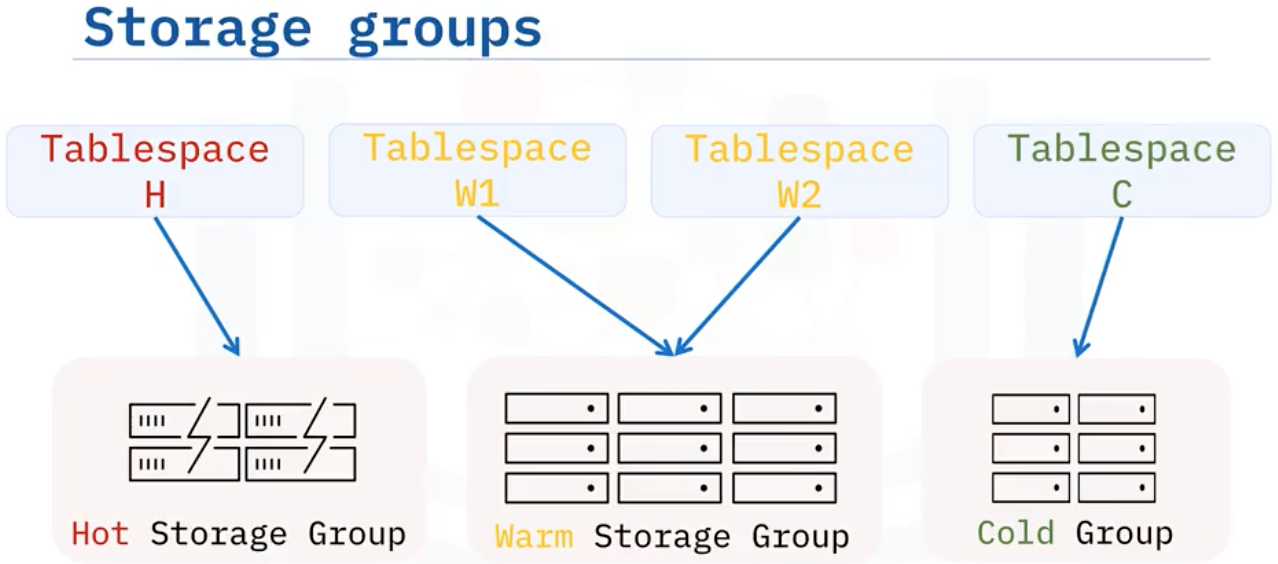 Storage groups
Tablespace
H
Tablespace
W1
Tablespace
W2
Tablespace
C
Hot Storage Group
Warm Storage Group
Cold Group